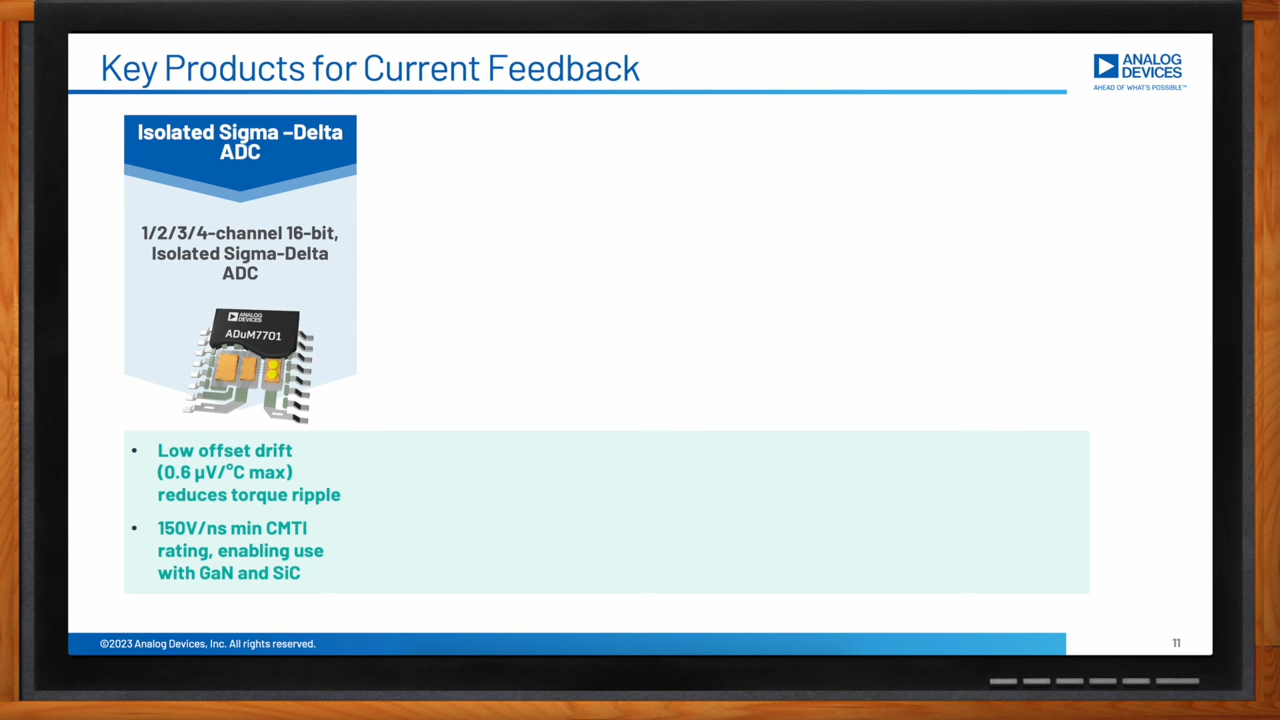 Key Products for Current Feedback
ANALOG
DEVICES
AHEAD OF WHAT'S POSSIBLE™
Isolated Sigma –Delta
ADC
1/2/3/4-channel 16-bit,
Isolated Sigma-Delta
ADC
ANALOG
DEVICES
ADuM7701
• Low offset drift
(0.6 µV/°C max)
reduces torque ripple
• 150V/ns min CMTI
rating, enabling use
with GaN and SiC
©2023 Analog Devices, Inc. All rights reserved.
11